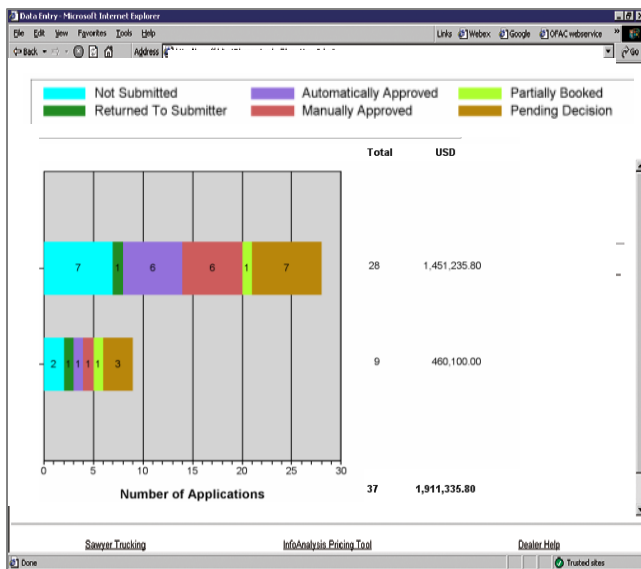 Data Entry - Microsoft Internet Explorer
File Edit View Favorites Tools Help Links Webex Google OFAC webservice »
Back Address Go
Not Submitted Automatically Approved Partially Booked
Returned To Submitter Manually Approved Pending Decision
Total USD
7 1 6 6 1 7 28 1,451,235.80
2 1 1 1 1 3 9 460,100.00
0 5 10 15 20 25 30
Number of Applications 37 1,911,335.80
Sawyer Trucking InfoAnalysis Pricing Tool Dealer Help
Done Trusted sites